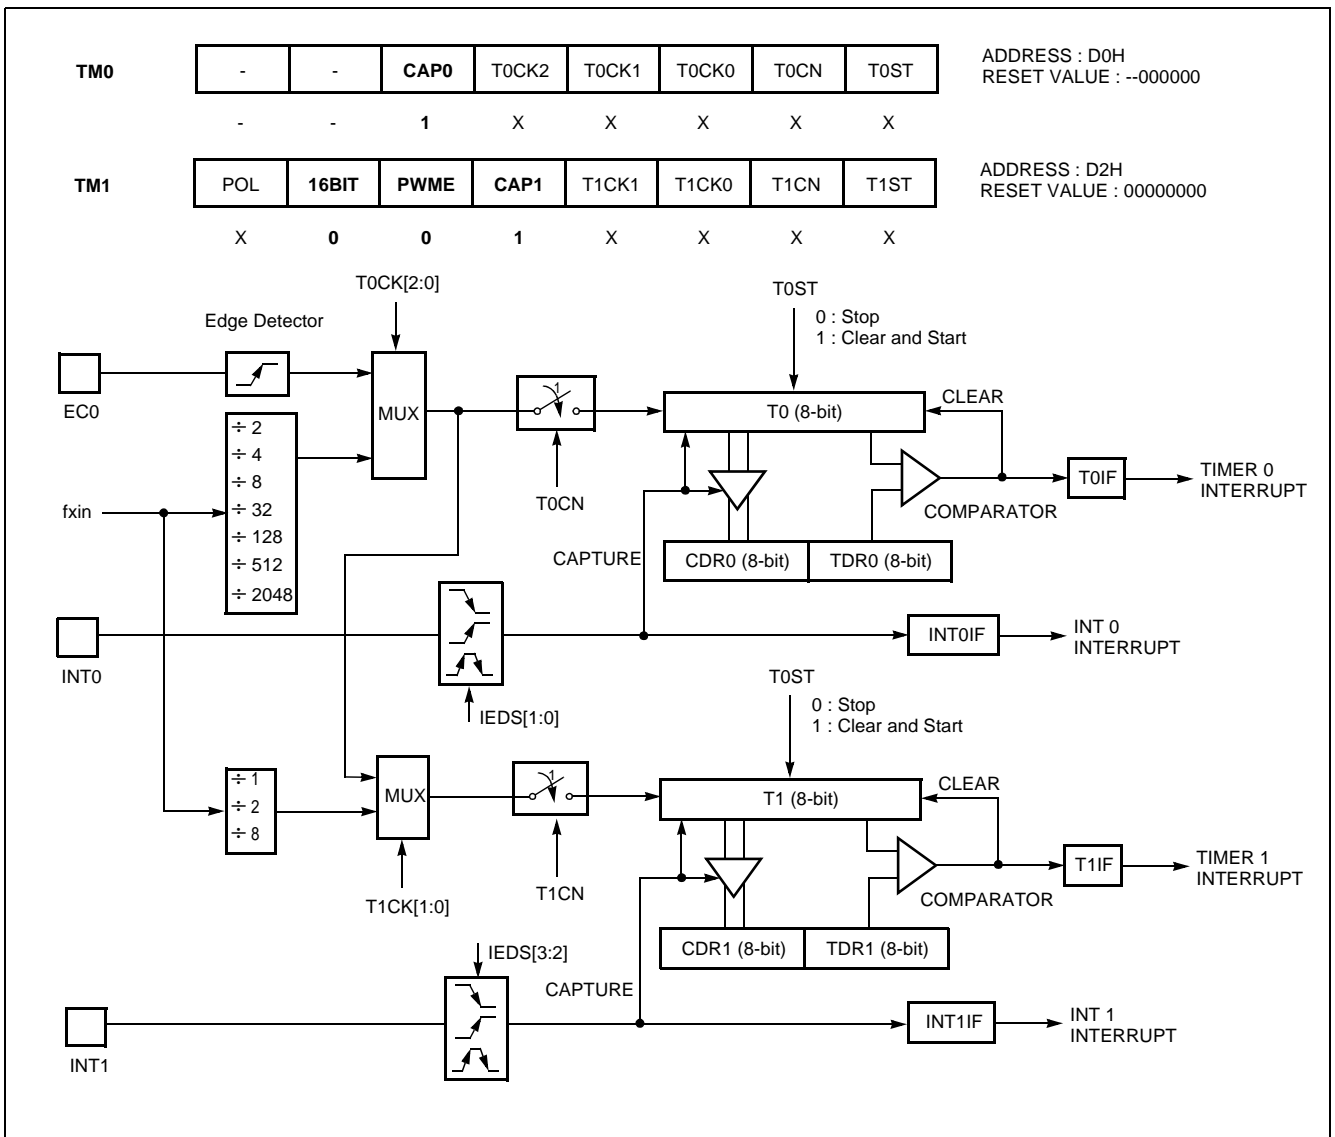 TM0 - - CAP0 T0CK2 T0CK1 T0CK0 T0CN T0ST ADDRESS : D0H
RESET VALUE : --000000
- - 1 X X X X X
TM1 POL 16BIT PWME CAP1 T1CK1 T1CK0 T1CN T1ST ADDRESS : D2H
RESET VALUE : 00000000
X 0 0 1 X X X X
T0CK[2:0]
T0ST
0 : Stop
1 : Clear and Start
Edge Detector
EC0
MUX
1
T0 (8-bit)
CLEAR
÷ 2
÷ 4
÷ 8
÷ 32
÷ 128
÷ 512
÷ 2048
fxin
T0CN
COMPARATOR
T0IF
TIMER 0
INTERRUPT
CAPTURE
CDR0 (8-bit)
TDR0 (8-bit)
INT0
IEDS[1:0]
INT0IF
INT 0
INTERRUPT
T0ST
0 : Stop
1 : Clear and Start
÷ 1
÷ 2
÷ 8
MUX
1
T1 (8-bit)
CLEAR
T1CK[1:0]
T1CN
COMPARATOR
T1IF
TIMER 1
INTERRUPT
CDR1 (8-bit)
TDR1 (8-bit)
IEDS[3:2]
CAPTURE
INT1
INT1IF
INT 1
INTERRUPT